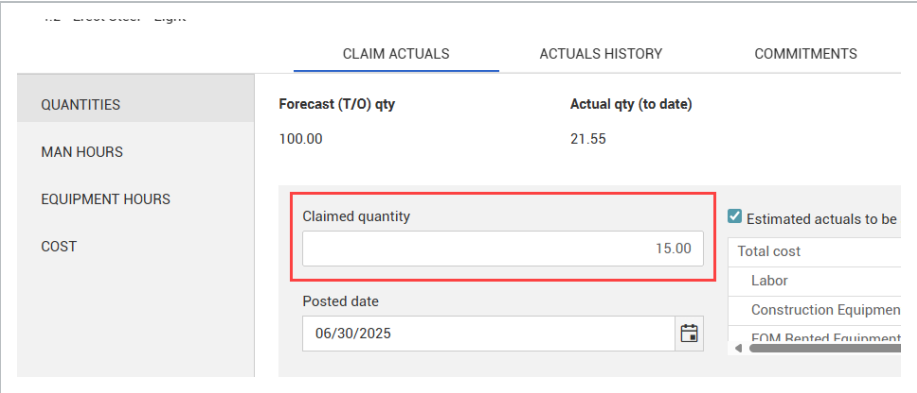 CLAIM ACTUALS ACTUALS HISTORY COMMITMENTS
QUANTITIES
MAN HOURS
EQUIPMENT HOURS
COST
Forecast (T/O) qty Actual qty (to date)
100.00 21.55
Claimed quantity
15.00
Posted date
06/30/2025
Estimated actuals to be
Total cost
Labor
Construction Equipmen